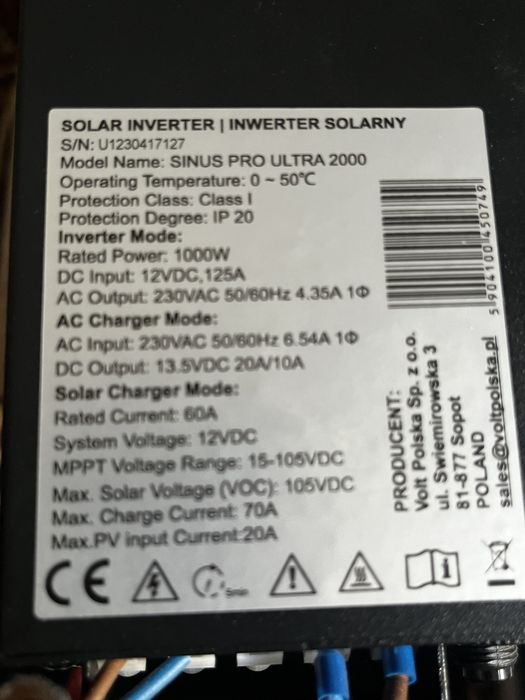 SOLAR INVERTER | INWERTER SOLARNY
S/N: U1230417127
Model Name: SINUS PRO ULTRA 2000
Operating Temperature: 0 ~ 50℃
Protection Class: Class I
Protection Degree: IP 20
Inverter Mode:
Rated Power: 1000W
DC Input: 12VDC,125A
AC Output: 230VAC 50/60Hz 4.35A 1Φ
AC Charger Mode:
AC Input: 230VAC 50/60Hz 6.54A 1Φ
DC Output: 13.5VDC 20A/10A
Solar Charger Mode:
Rated Current: 60A
System Voltage: 12VDC
MPPT Voltage Range: 15-105VDC
Max. Solar Voltage (VOC): 105VDC
Max. Charge Current: 70A
Max.PV input Current:20A
CE
5min
5 904100 450749
PRODUCENT:
Volt Polska Sp. z o.o.
ul. Swiemirowska 3
81-877 Sopot
POLAND
sales@voltpolska.pl